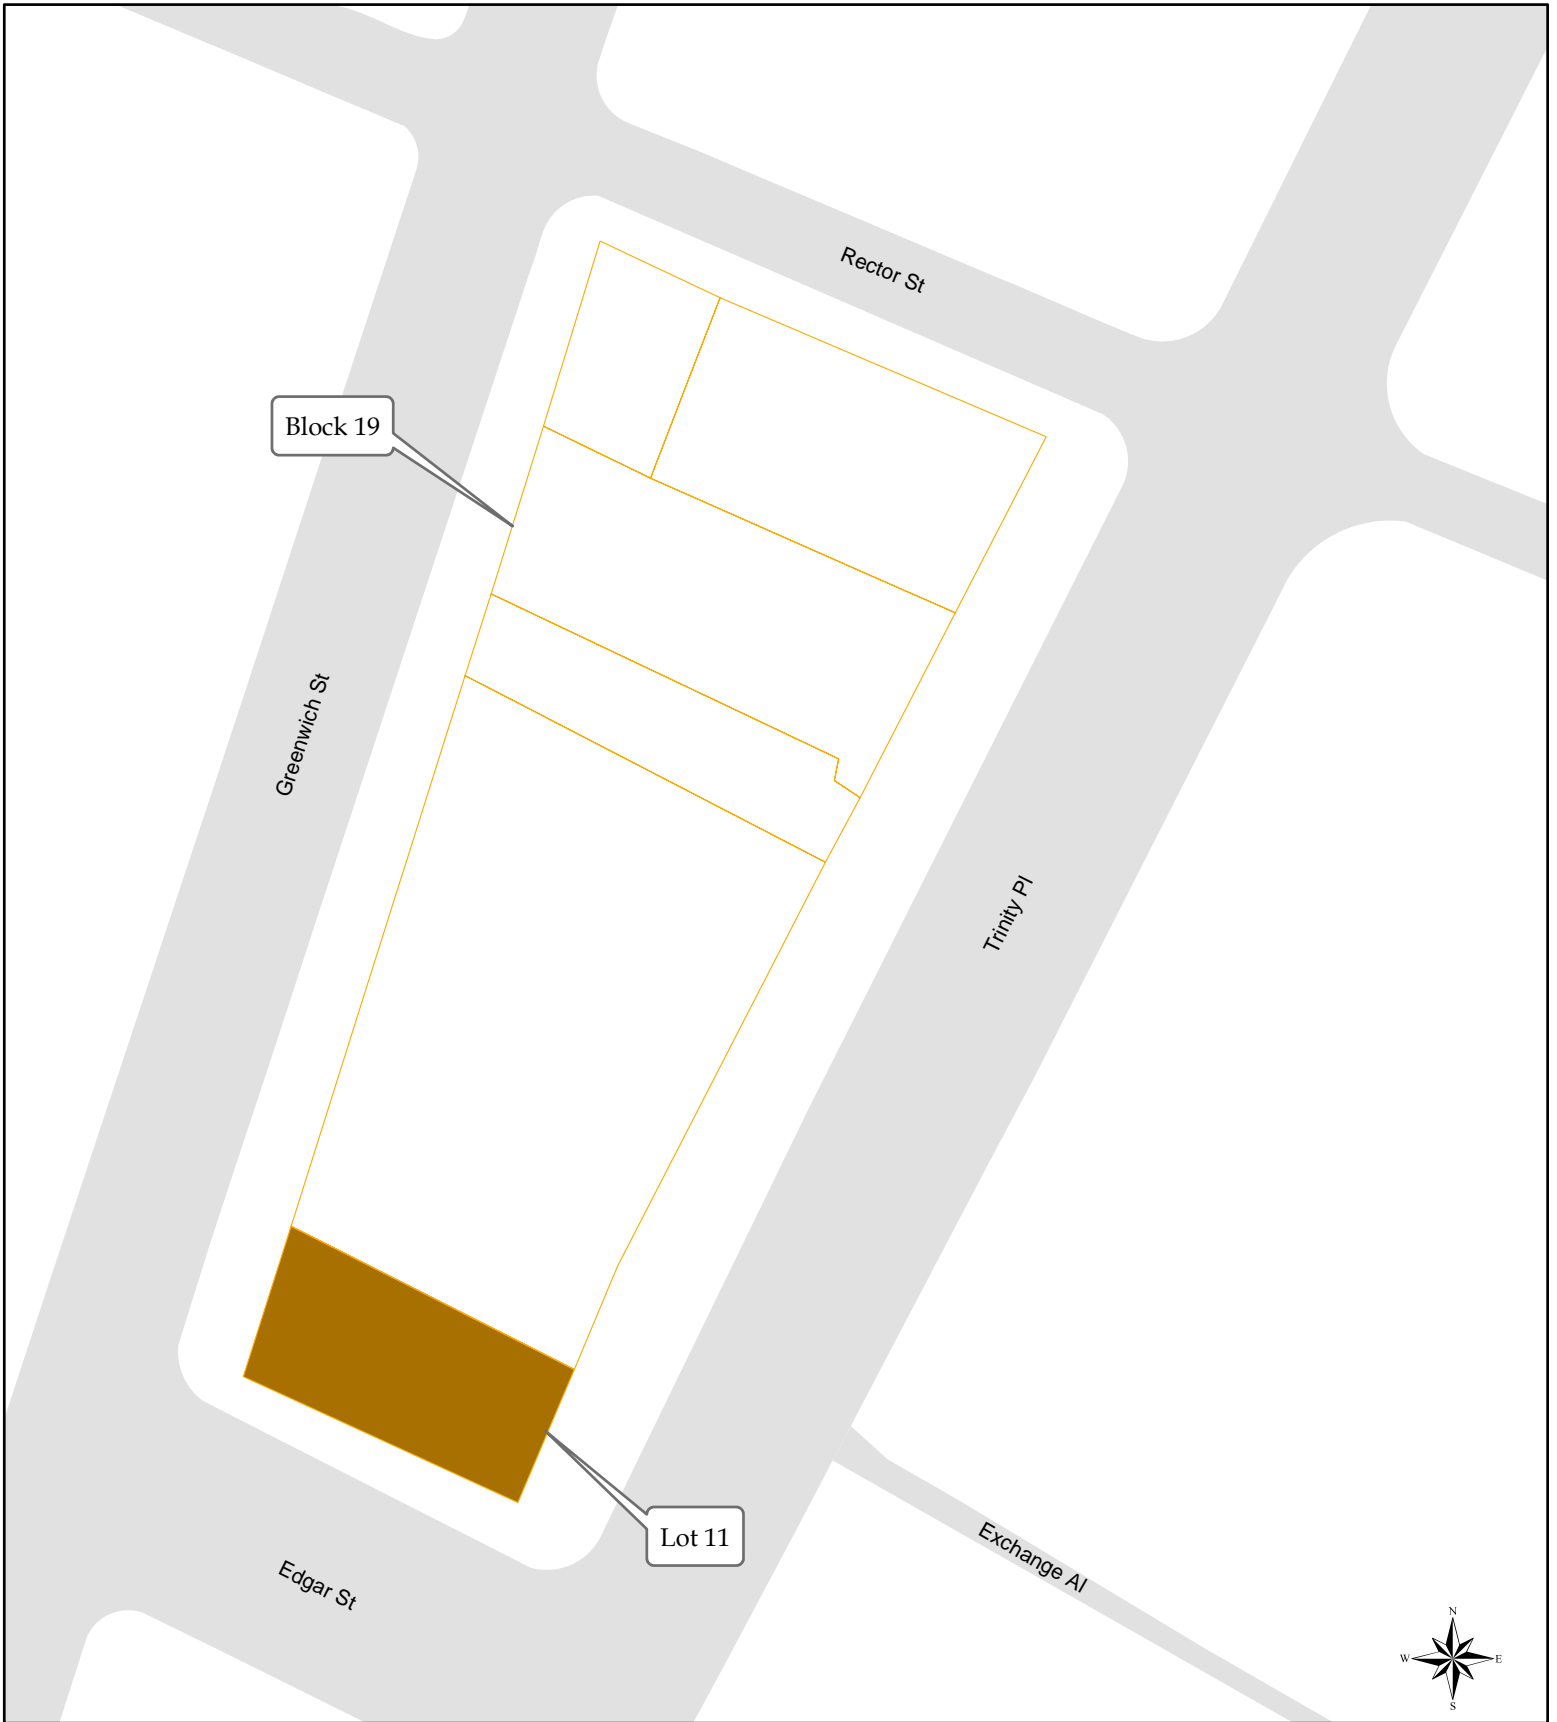 Rector St
Block 19
Greenwich St
Trinity Pl
Lot 11
Exchange Al
Edgar St
N
W E
S